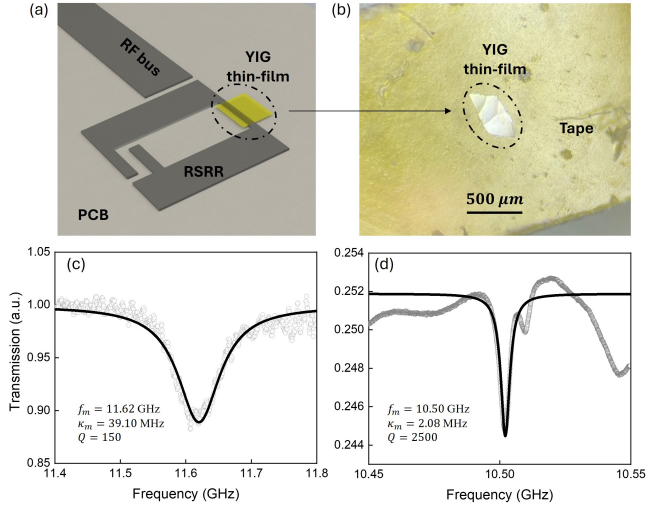 (a)
RF bus
YIG
thin-film
RSRR
PCB
(b)
YIG
thin-film
Tape
500 μm
(c)
Transmission (a.u.)
1.05
1.00
0.95
0.90
0.85
f_m = 11.62 GHz
κ_m = 39.10 MHz
Q = 150
11.4 11.5 11.6 11.7 11.8
Frequency (GHz)
(d)
0.254
0.252
0.250
0.248
0.246
0.244
f_m = 10.50 GHz
κ_m = 2.08 MHz
Q = 2500
10.45 10.50 10.55
Frequency (GHz)